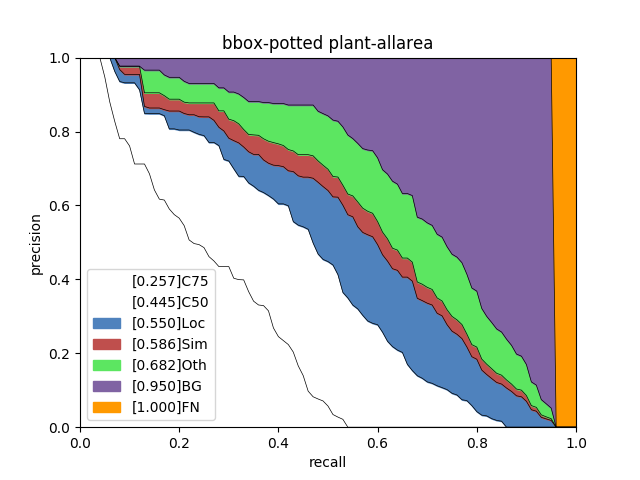 bbox-potted plant-allarea
precision
1.0
0.8
0.6
0.4
0.2
0.0
[0.257]C75
[0.445]C50
[0.550]Loc
[0.586]Sim
[0.682]Oth
[0.950]BG
[1.000]FN
0.0 0.2 0.4 0.6 0.8 1.0
recall